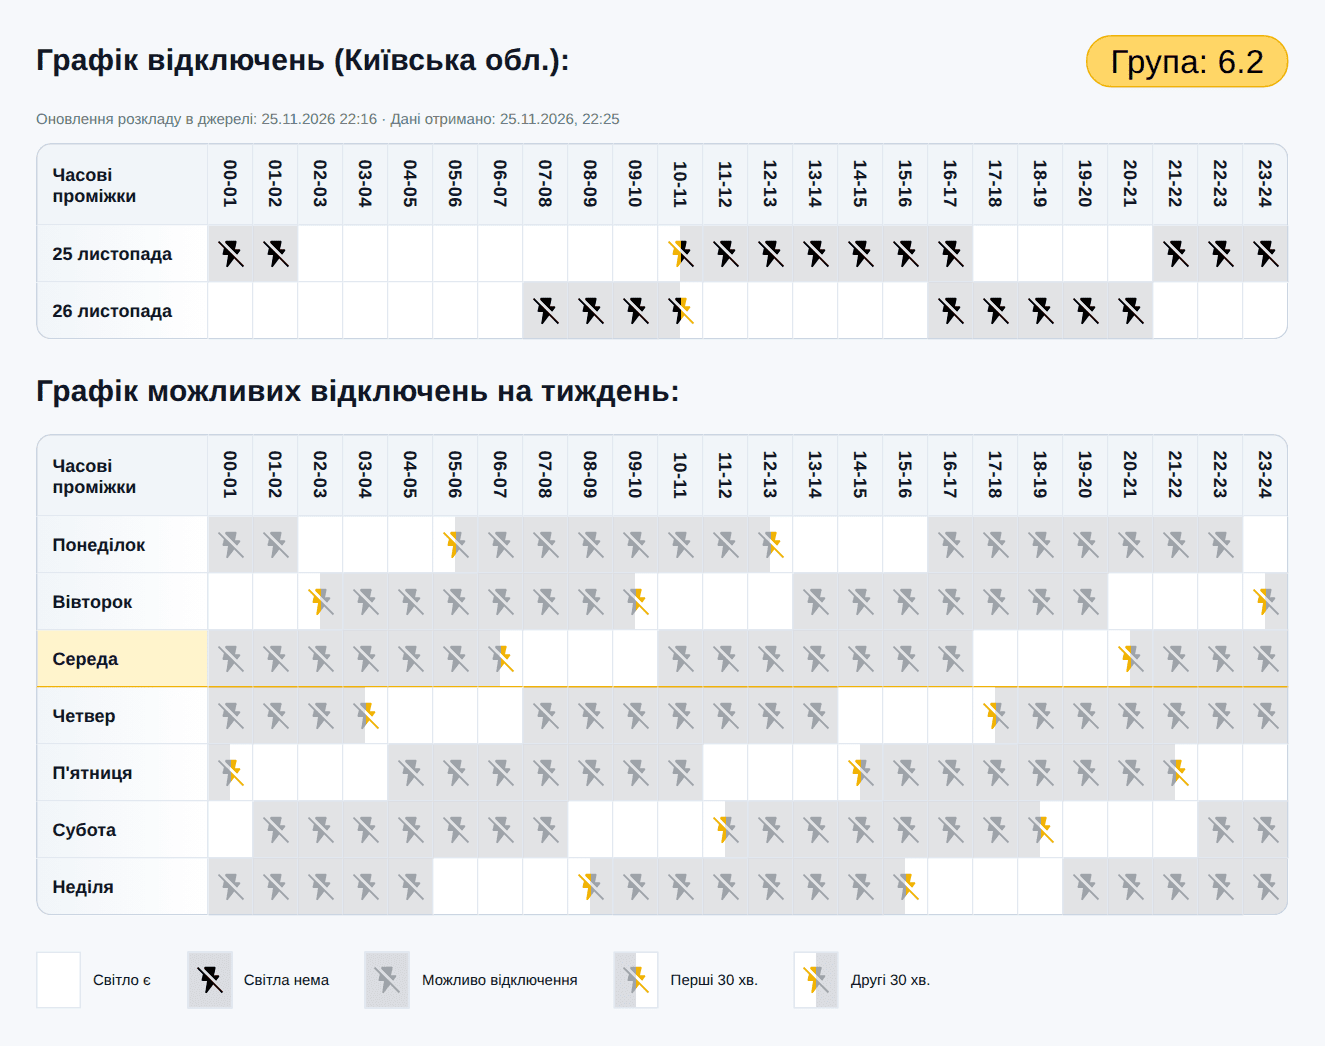 Графік відключень (Київська обл.):
Група: 6.2
Оновлення розкладу в джерелі: 25.11.2026 22:16 · Дані отримано: 25.11.2026, 22:25
Часові
проміжки
00-01 01-02 02-03 03-04 04-05 05-06 06-07 07-08 08-09 09-10 10-11 11-12 12-13 13-14 14-15 15-16 16-17 17-18 18-19 19-20 20-21 21-22 22-23 23-24
25 листопада
26 листопада
Графік можливих відключень на тиждень:
Часові
проміжки
00-01 01-02 02-03 03-04 04-05 05-06 06-07 07-08 08-09 09-10 10-11 11-12 12-13 13-14 14-15 15-16 16-17 17-18 18-19 19-20 20-21 21-22 22-23 23-24
Понеділок
Вівторок
Середа
Четвер
П'ятниця
Субота
Неділя
Світло є
Світла нема
Можливо відключення
Перші 30 хв.
Другі 30 хв.